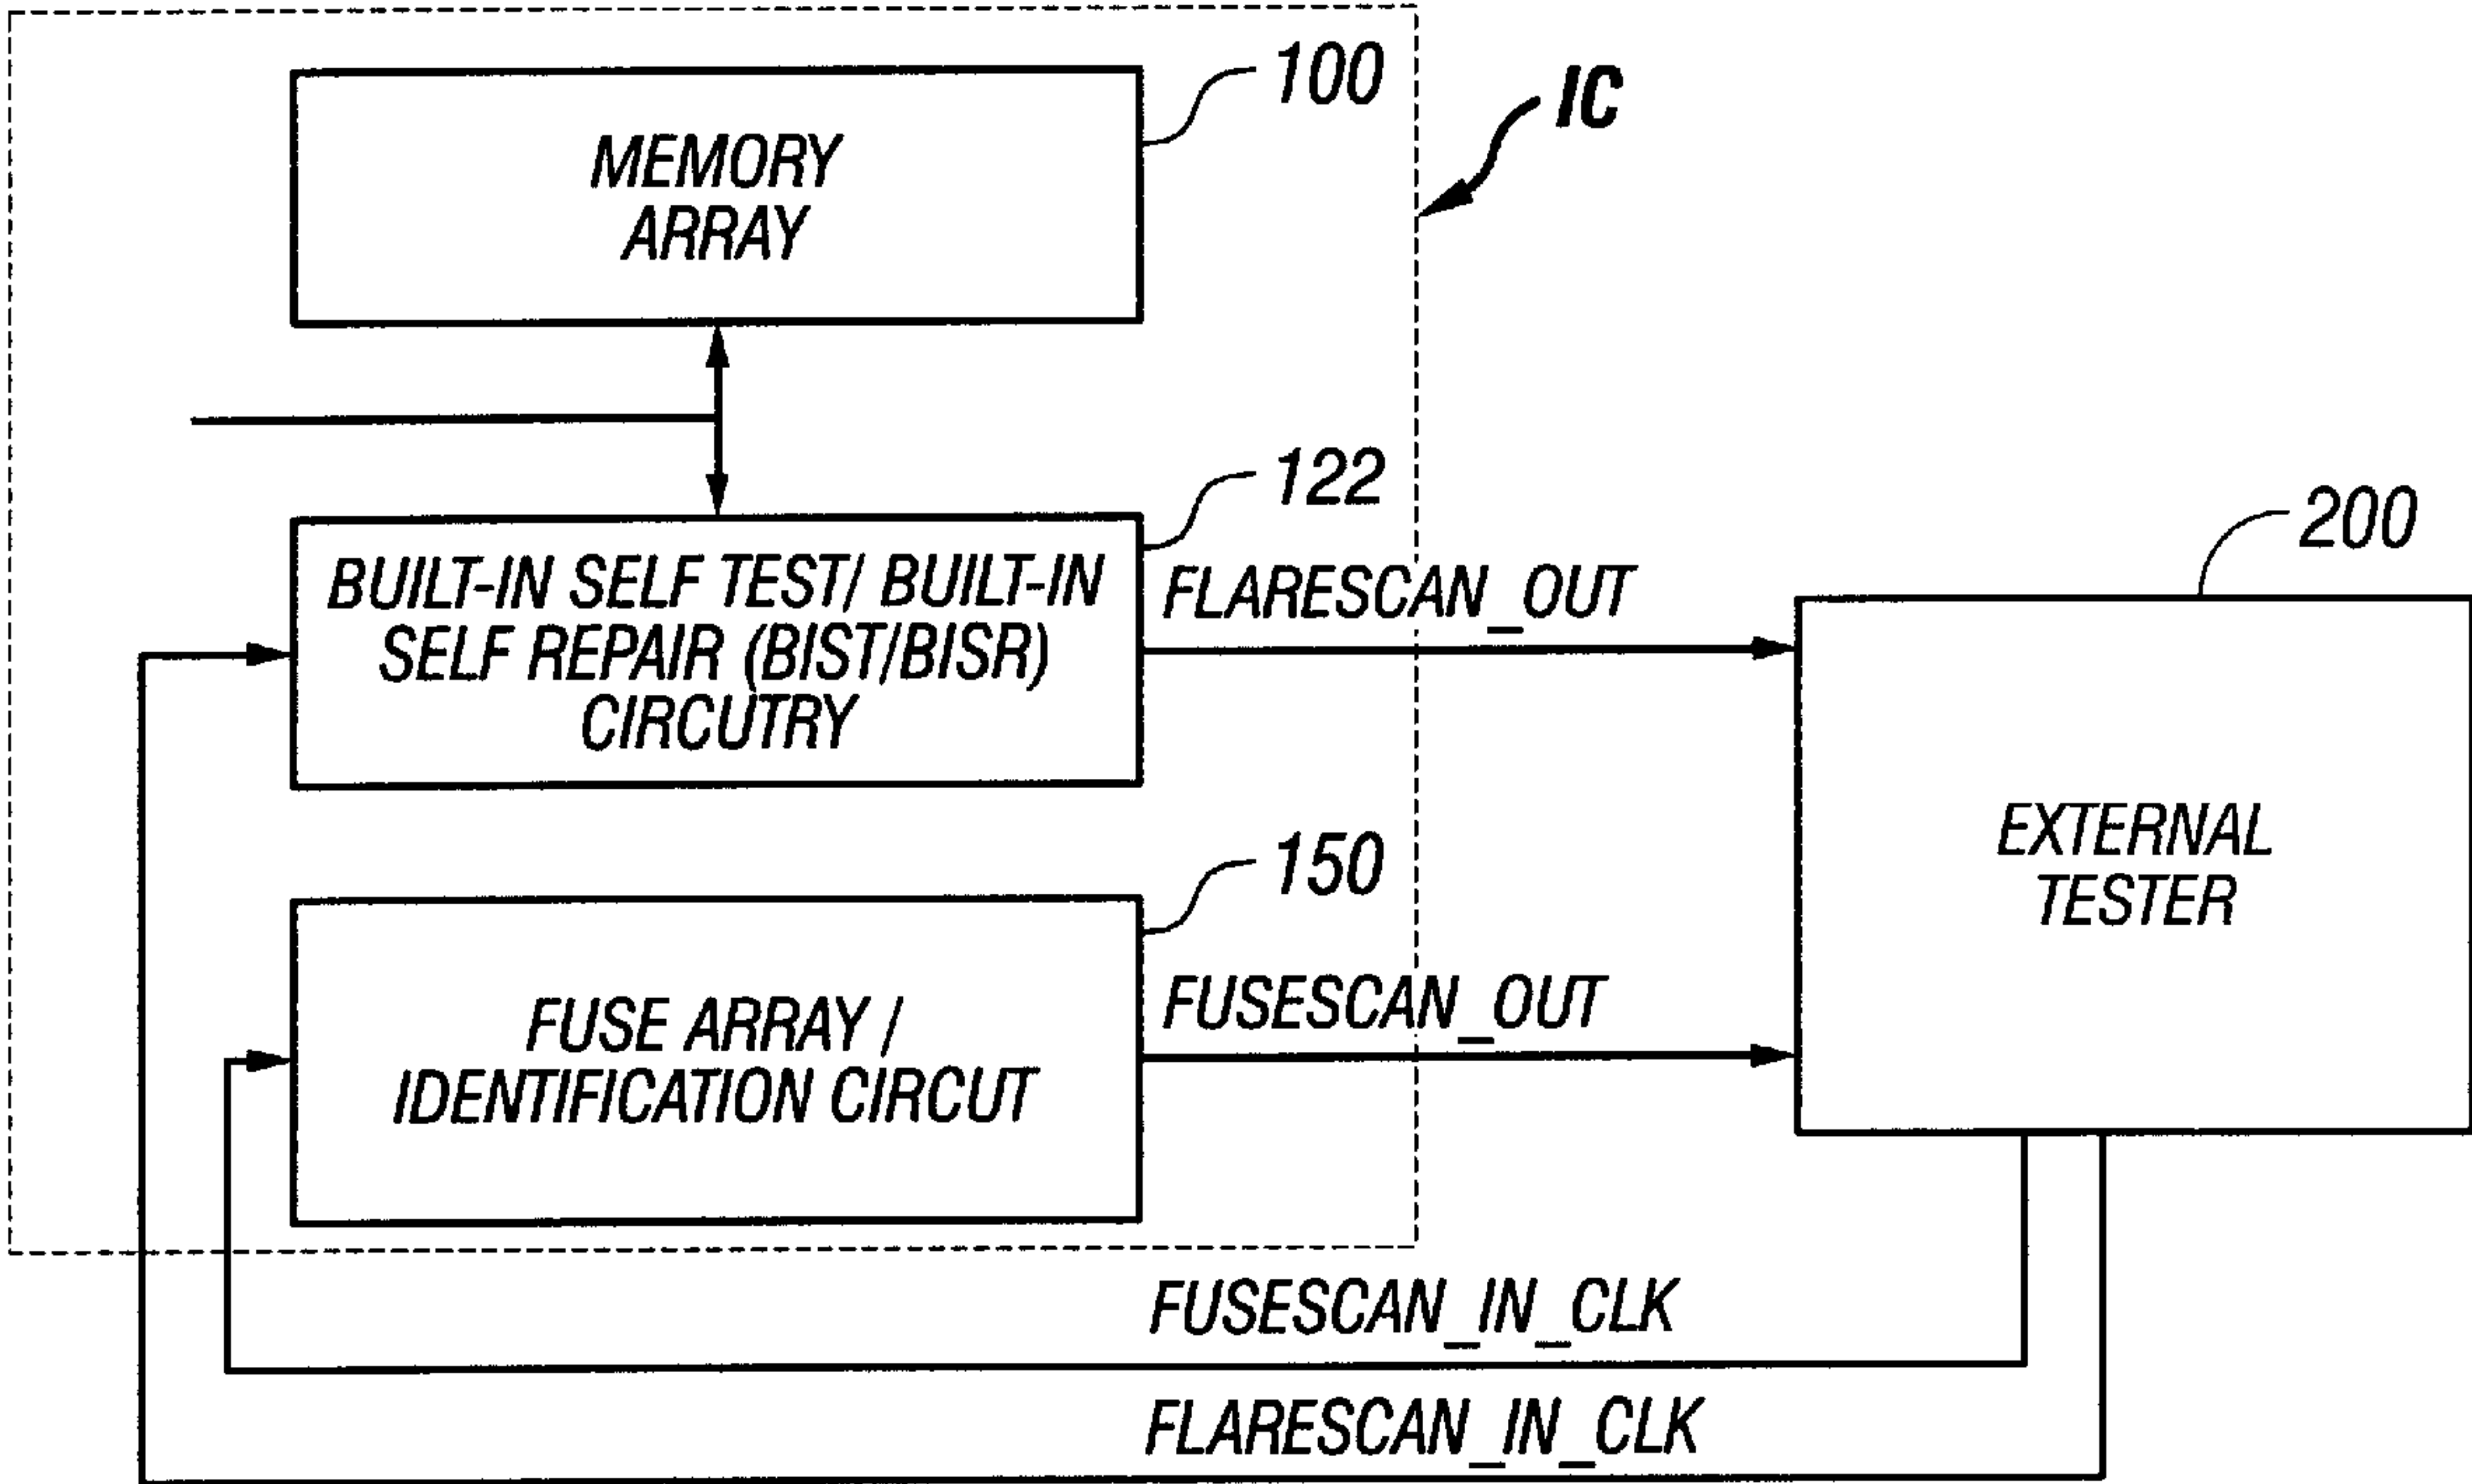 100
IC
MEMORY
ARRAY
122
200
BUILT-IN SELF TEST/ BUILT-IN
SELF REPAIR (BIST/BISR)
CIRCUTRY
FLARESCAN_OUT
EXTERNAL
TESTER
150
FUSE ARRAY /
IDENTIFICATION CIRCUT
FUSESCAN_OUT
FUSESCAN_IN_CLK
FLARESCAN_IN_CLK